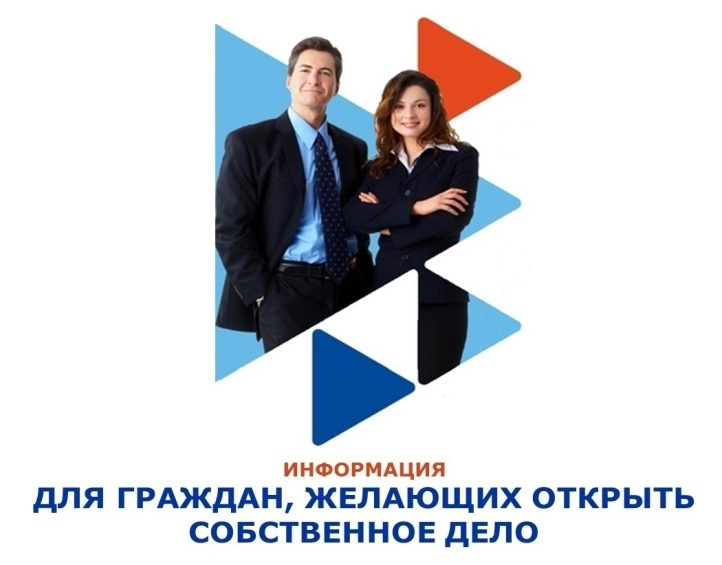 ИНФОРМАЦИЯ
ДЛЯ ГРАЖДАН, ЖЕЛАЮЩИХ ОТКРЫТЬ
СОБСТВЕННОЕ ДЕЛО